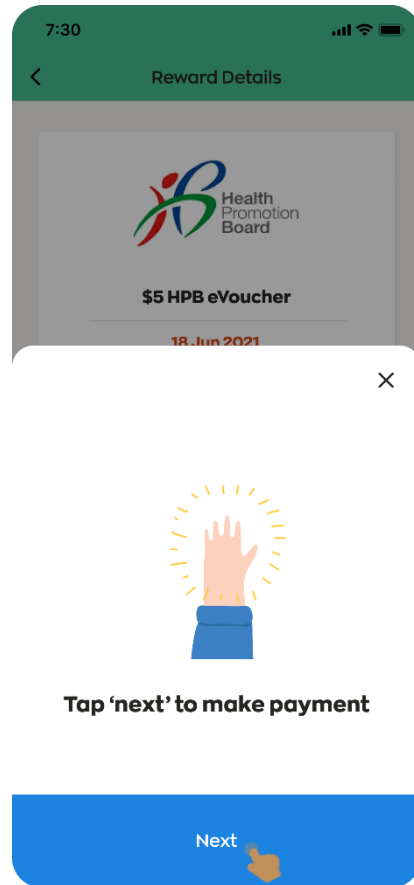 7:30
Reward Details
Health
Promotion
Board
$5 HPB eVoucher
18 Jun 2021
Tap ‘next’ to make payment
Next